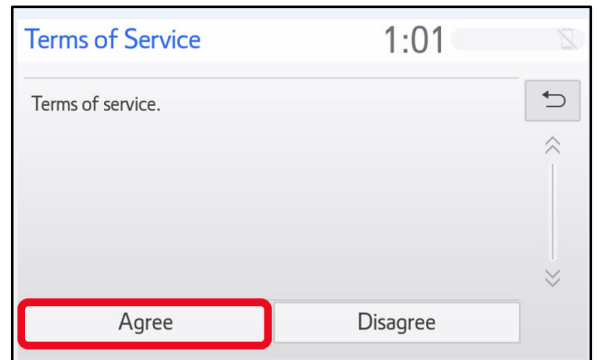 Terms of Service 1:01
Terms of service.
Agree Disagree